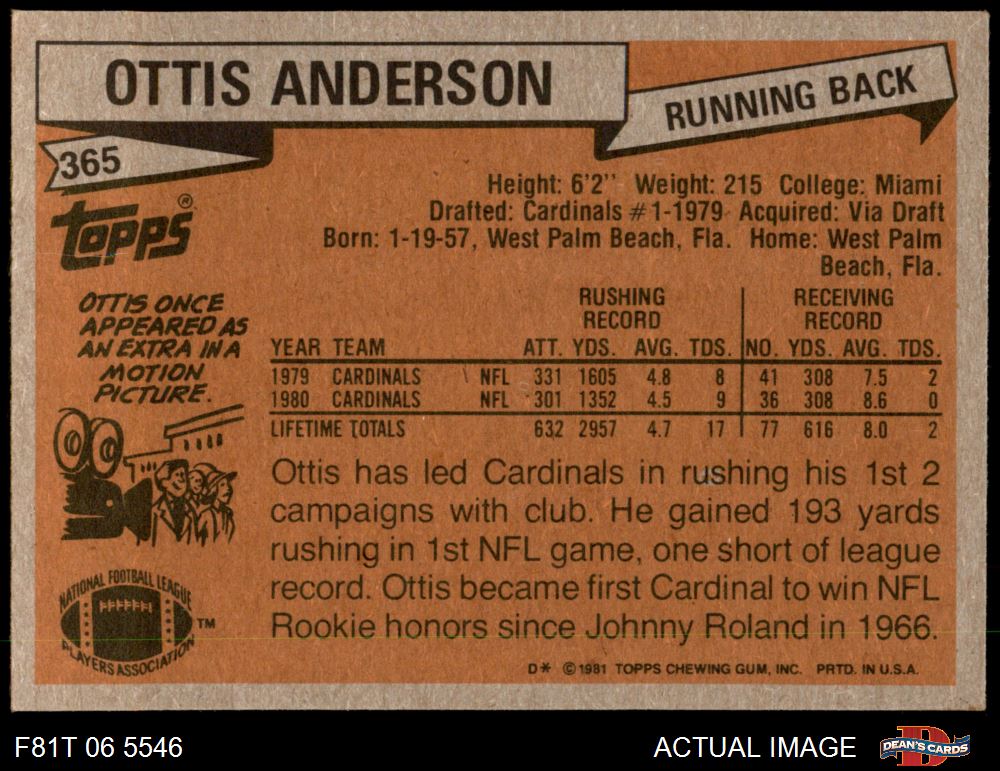 OTTIS ANDERSON
RUNNING BACK
365
TOPPS®
Height: 6'2'' Weight: 215 College: Miami
Drafted: Cardinals #1-1979 Acquired: Via Draft
Born: 1-19-57, West Palm Beach, Fla. Home: West Palm
Beach, Fla.
OTTIS ONCE
APPEARED AS
AN EXTRA IN A
MOTION
PICTURE.
RUSHING RECEIVING
RECORD RECORD
YEAR TEAM ATT. YDS. AVG. TDS. NO. YDS. AVG. TDS.
1979 CARDINALS NFL 331 1605 4.8 8 41 308 7.5 2
1980 CARDINALS NFL 301 1352 4.5 9 36 308 8.6 0
LIFETIME TOTALS 632 2957 4.7 17 77 616 8.0 2
Ottis has led Cardinals in rushing his 1st 2
campaigns with club. He gained 193 yards
rushing in 1st NFL game, one short of league
record. Ottis became first Cardinal to win NFL
Rookie honors since Johnny Roland in 1966.
NATIONAL FOOTBALL LEAGUE
PLAYERS ASSOCIATION
TM
D* ©1981 TOPPS CHEWING GUM, INC. PRTD. IN U.S.A.
F81T 06 5546
ACTUAL IMAGE
DEAN'S CARDS